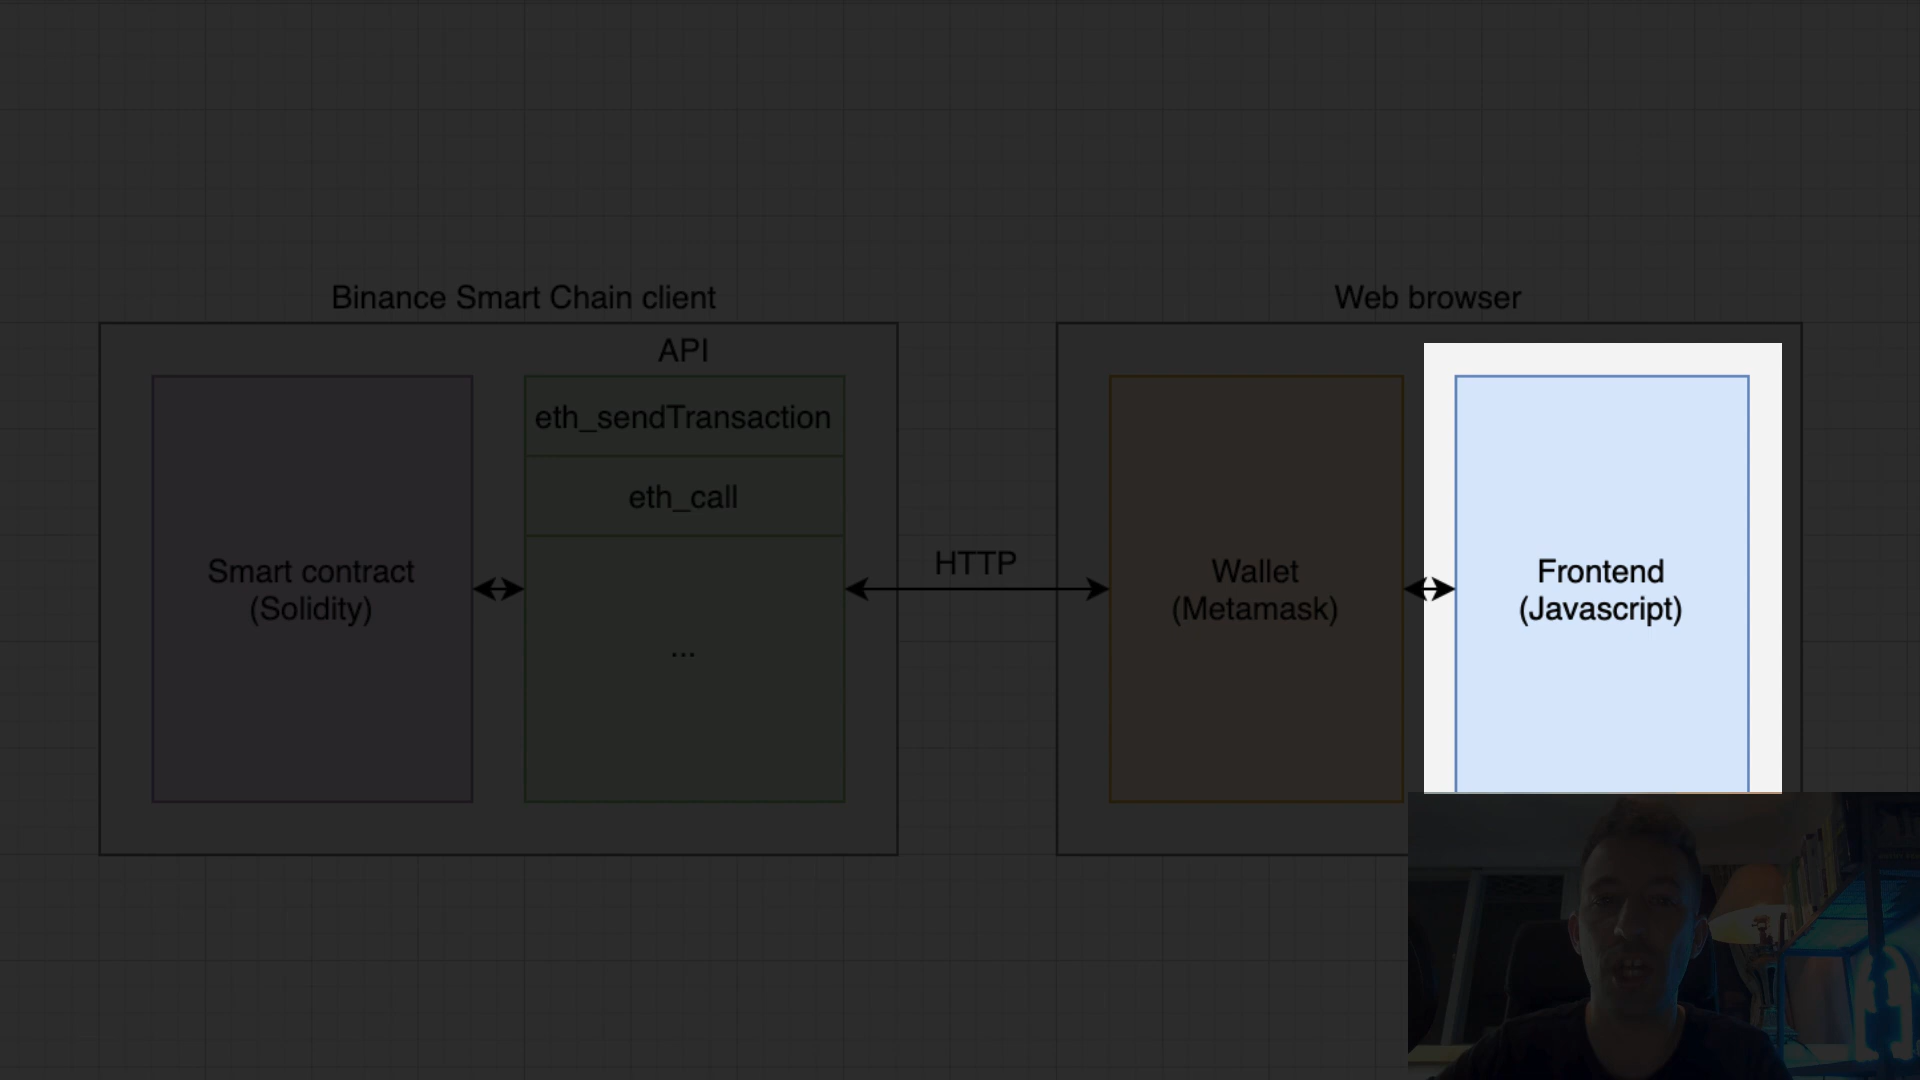 Binance Smart Chain client
Web browser
API
eth_sendTransaction
eth_call
...
Smart contract
(Solidity)
HTTP
Wallet
(Metamask)
Frontend
(Javascript)